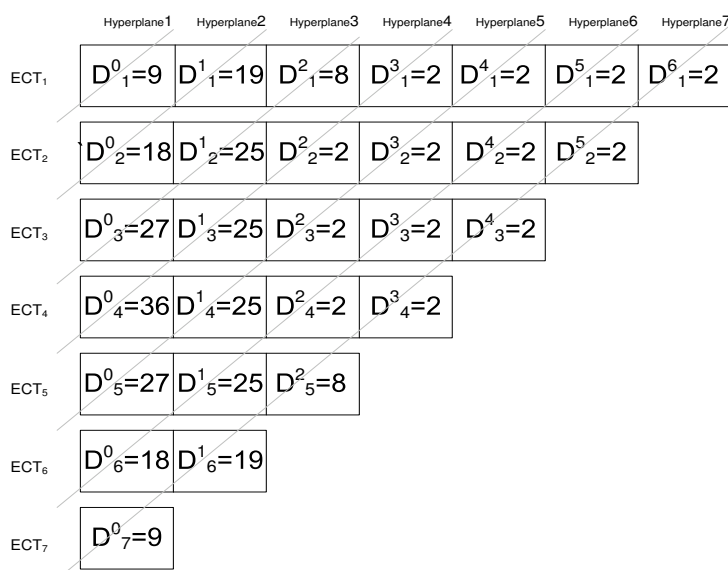 Hyperplane1 Hyperplane2 Hyperplane3 Hyperplane4 Hyperplane5 Hyperplane6 Hyperplane7
ECT₁ D⁰₁=9 D¹₁=19 D²₁=8 D³₁=2 D⁴₁=2 D⁵₁=2 D⁶₁=2
ECT₂ D⁰₂=18 D¹₂=25 D²₂=2 D³₂=2 D⁴₂=2 D⁵₂=2
ECT₃ D⁰₃=27 D¹₃=25 D²₃=2 D³₃=2 D⁴₃=2
ECT₄ D⁰₄=36 D¹₄=25 D²₄=2 D³₄=2
ECT₅ D⁰₅=27 D¹₅=25 D²₅=8
ECT₆ D⁰₆=18 D¹₆=19
ECT₇ D⁰₇=9